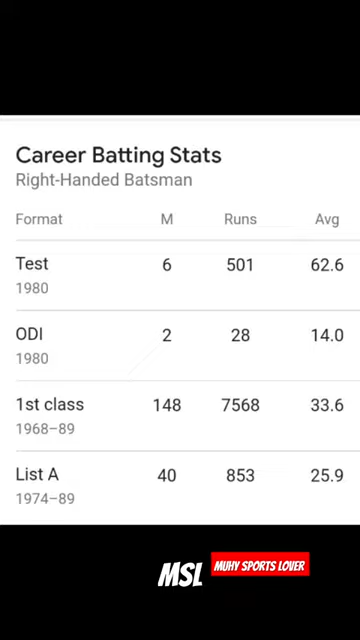 Career Batting Stats
Right-Handed Batsman
Format M Runs Avg
Test 6 501 62.6
1980
ODI 2 28 14.0
1980
1st class 148 7568 33.6
1968–89
List A 40 853 25.9
1974–89
MSL MUHY SPORTS LOVER